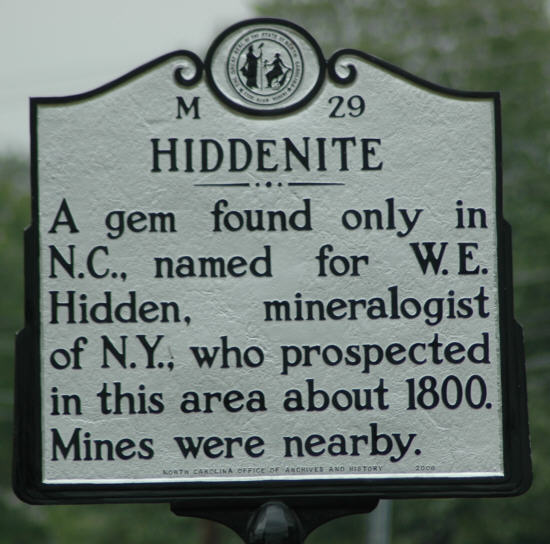 M 29
HIDDENITE
A gem found only in
N.C., named for W.E.
Hidden, mineralogist
of N.Y., who prospected
in this area about 1800.
Mines were nearby.
NORTH CAROLINA OFFICE OF ARCHIVES AND HISTORY 2008